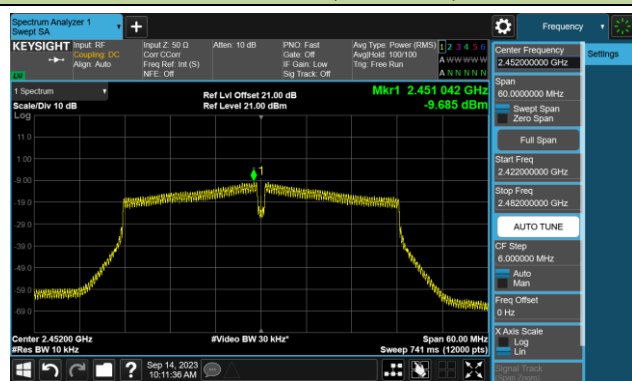 Spectrum Analyzer 1
Swept SA
+
Frequency
KEYSIGHT
Input: RF
Coupling: DC
Align: Auto
Input Z: 50 Ω
Corr CCorr
Freq Ref: Int (S)
NFE: Off
Atten: 10 dB
PNO: Fast
Gate: Off
IF Gain: Low
Sig Track: Off
Avg Type: Power (RMS)
Avg|Hold: 100/100
Trig: Free Run
1 2 3 4 5 6
A W W W W W
A N N N N N
LNI
1 Spectrum
Scale/Div 10 dB
Log
Ref Lvl Offset 21.00 dB
Ref Level 21.00 dBm
Mkr1 2.451 042 GHz
-9.685 dBm
11.0
1.00
-9.00
-19.0
-29.0
-39.0
-49.0
-59.0
-69.0
1
Center 2.45200 GHz
#Res BW 10 kHz
#Video BW 30 kHz*
Span 60.00 MHz
Sweep 741 ms (12000 pts)
Sep 14, 2023
10:11:36 AM
?
Center Frequency
2.452000000 GHz
Settings
Span
60.0000000 MHz
Swept Span
Zero Span
Full Span
Start Freq
2.422000000 GHz
Stop Freq
2.482000000 GHz
AUTO TUNE
CF Step
6.000000 MHz
Auto
Man
Freq Offset
0 Hz
X Axis Scale
Log
Lin
Signal Track
(Span Zoom)